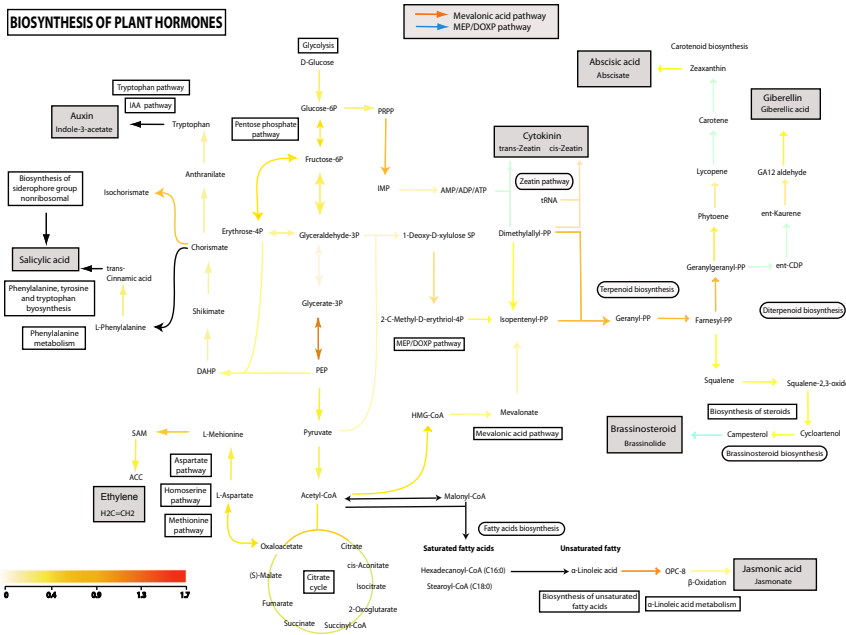 BIOSYNTHESIS OF PLANT HORMONES
Mevalonic acid pathway
MEP/DOXP pathway
Glycolysis
D-Glucose
Carotenoid biosynthesis
Abscisic acid
Abscisate
Zeaxanthin
Tryptophan pathway
IAA pathway
Auxin
Indole-3-acetate
Tryptophan
Glucose-6P
PRPP
Giberellin
Giberellic acid
Pentose phosphate
pathway
Carotene
Cytokinin
trans-Zeatin
cis-Zeatin
Fructose-6P
Anthranilate
Biosynthesis of
siderophore group
nonribosomal
Isochorismate
IMP
AMP/ADP/ATP
Zeatin pathway
tRNA
Lycopene
GA12 aldehyde
Phytoene
ent-Kaurene
Erythrose-4P
Glyceraldehyde-3P
1-Deoxy-D-xylulose 5P
Dimethylallyl-PP
Chorismate
Salicylic acid
trans-
Cinnamic acid
Geranylgeranyl-PP
ent-CDP
Phenylalanine, tyrosine
and tryptophan
byosynthesis
Terpenoid biosynthesis
Glycerate-3P
Shikimate
Diterpenoid biosynthesis
L-Phenylalanine
Phenylalanine
metabolism
2-C-Methyl-D-erythriol-4P
Isopentenyl-PP
Geranyl-PP
Farnesyl-PP
MEP/DOXP pathway
DAHP
PEP
Squalene
Squalene-2,3-oxid
HMG-CoA
Mevalonate
Biosynthesis of steroids
Mevalonic acid pathway
Brassinosteroid
Brassinolide
Campesterol
Cycloartenol
Brassinosteroid biosynthesis
SAM
L-Mehionine
Pyruvate
Aspartate
pathway
ACC
Homoserine
pathway
L-Aspartate
Acetyl-CoA
Malonyl-CoA
Ethylene
H2C=CH2
Methionine
pathway
Fatty acids biosynthesis
Oxaloacetate
Citrate
Saturated fatty acids
Unsaturated fatty
cis-Aconitate
(S)-Malate
Citrate
cycle
Isocitrate
Hexadecanoyl-CoA (C16:0)
α-Linoleic acid
OPC-8
β-Oxidation
Jasmonic acid
Jasmonate
Stearoyl-CoA (C18:0)
Fumarate
2-Oxoglutarate
Biosynthesis of unsaturated
fatty acids
α-Linoleic acid metabolism
Succinate
Succinyl-CoA
0
0.4
0.9
1.3
1.7